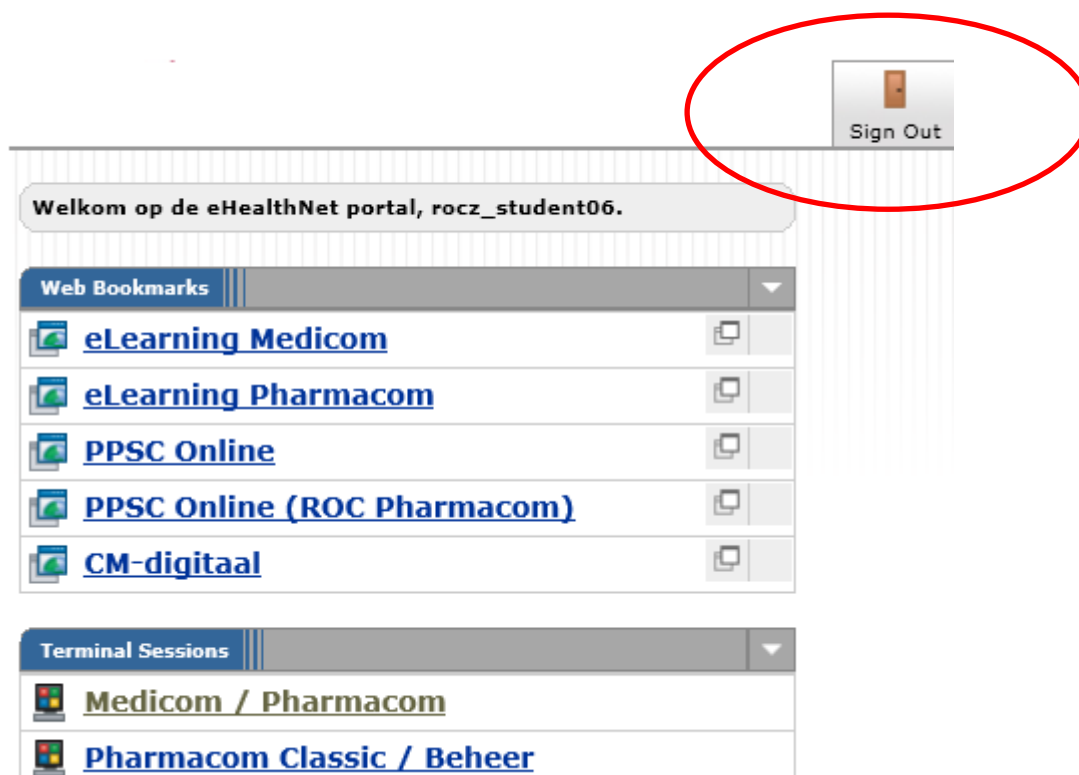 Sign Out
Welkom op de eHealthNet portal, rocz_student06.
Web Bookmarks
eLearning Medicom
eLearning Pharmacom
PPSC Online
PPSC Online (ROC Pharmacom)
CM-digitaal
Terminal Sessions
Medicom / Pharmacom
Pharmacom Classic / Beheer